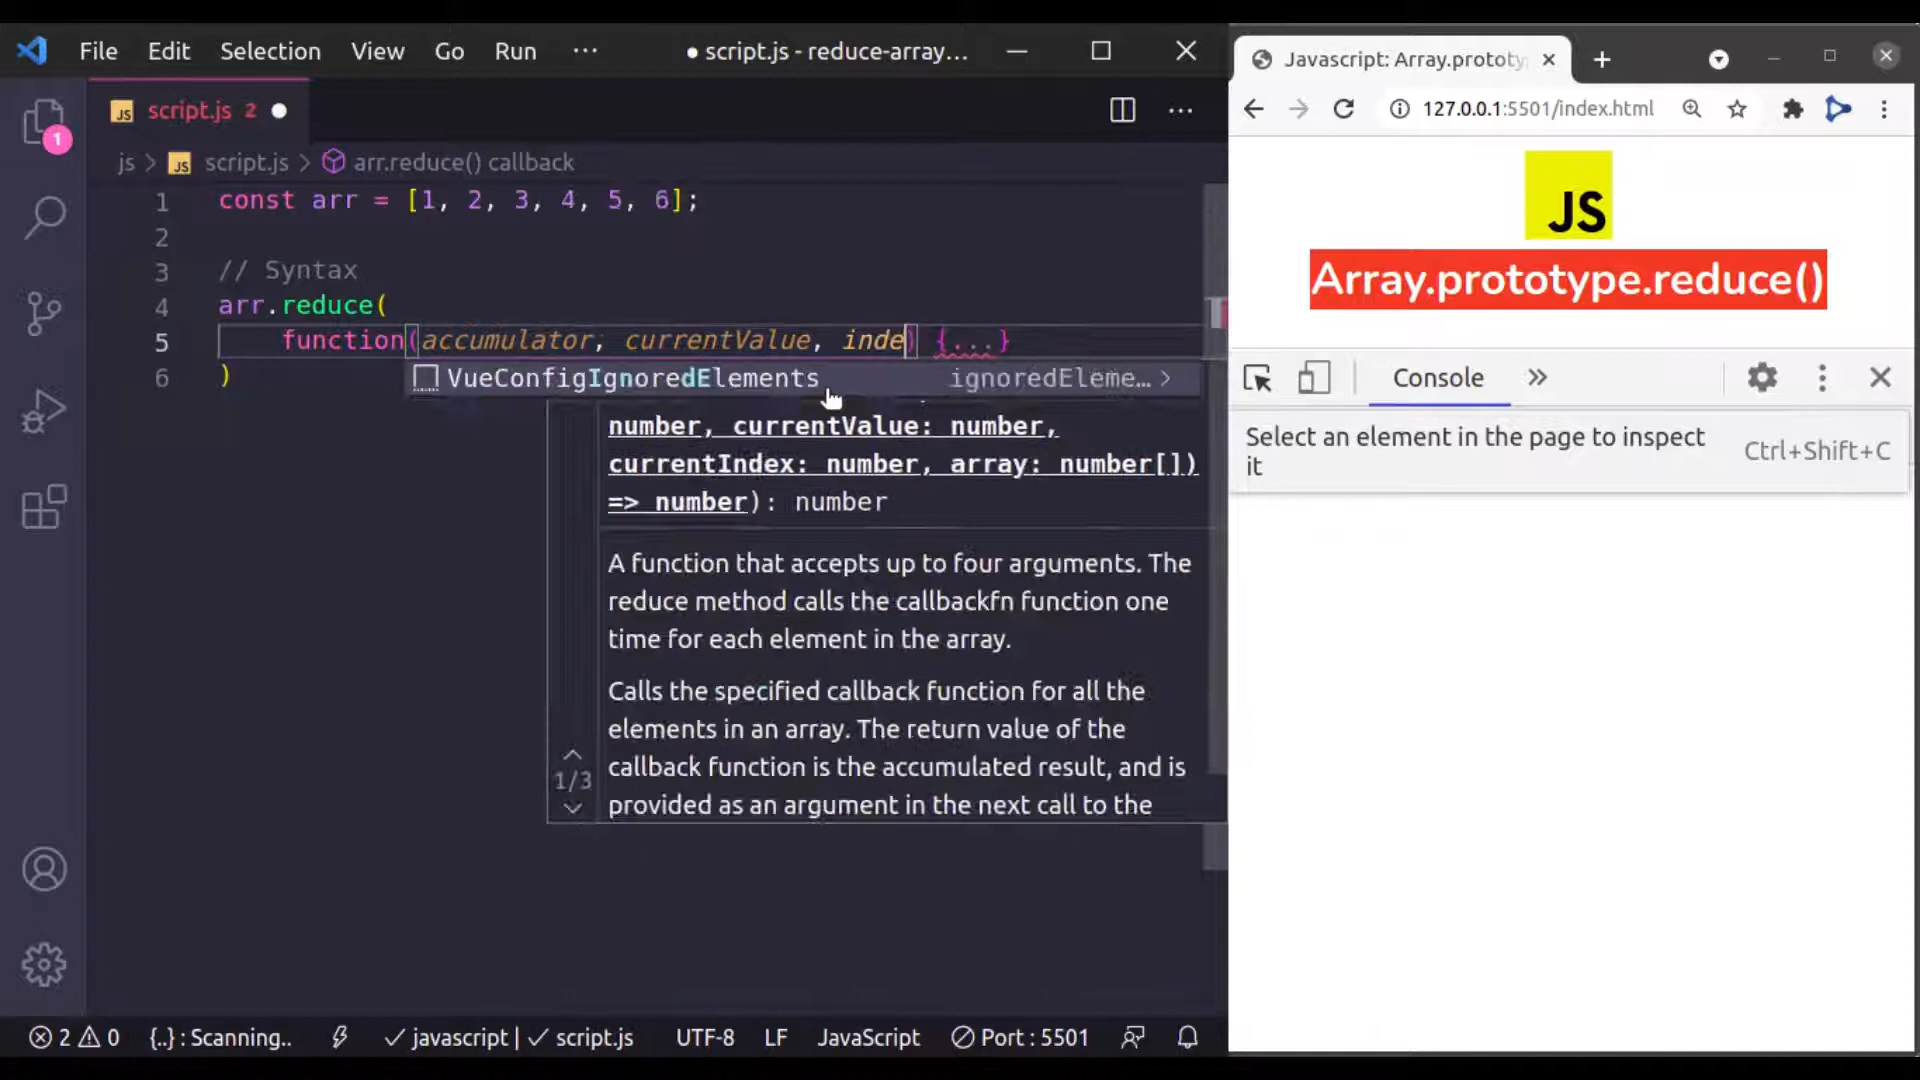 File Edit Selection View Go Run ··· ● script.js - reduce-array...
JS script.js 2
js > JS script.js > arr.reduce() callback
1 const arr = [1, 2, 3, 4, 5, 6];
2
3 // Syntax
4 arr.reduce(
5 function(accumulator, currentValue, inde) {...}
6 )
VueConfigIgnoredElements ignoredEleme... >
number, currentValue: number,
currentIndex: number, array: number[])
=> number): number
A function that accepts up to four arguments. The
reduce method calls the callbackfn function one
time for each element in the array.
Calls the specified callback function for all the
elements in an array. The return value of the
callback function is the accumulated result, and is
provided as an argument in the next call to the
1/3
1
2 0 {..} : Scanning.. ✓ javascript | ✓ script.js UTF-8 LF JavaScript Port : 5501
Javascript: Array.prototy
127.0.0.1:5501/index.html
JS
Array.prototype.reduce()
Console »
Select an element in the page to inspect
it
Ctrl+Shift+C